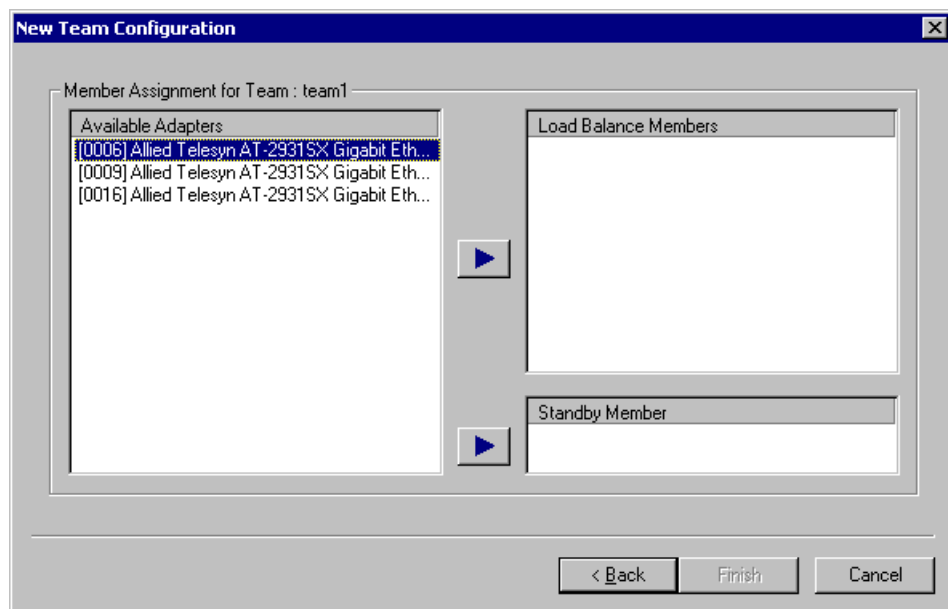 New Team Configuration
Member Assignment for Team : team1
Available Adapters
[0006] Allied Telesyn AT-2931SX Gigabit Eth...
[0009] Allied Telesyn AT-2931SX Gigabit Eth...
[0016] Allied Telesyn AT-2931SX Gigabit Eth...
Load Balance Members
Standby Member
< Back
Finish
Cancel